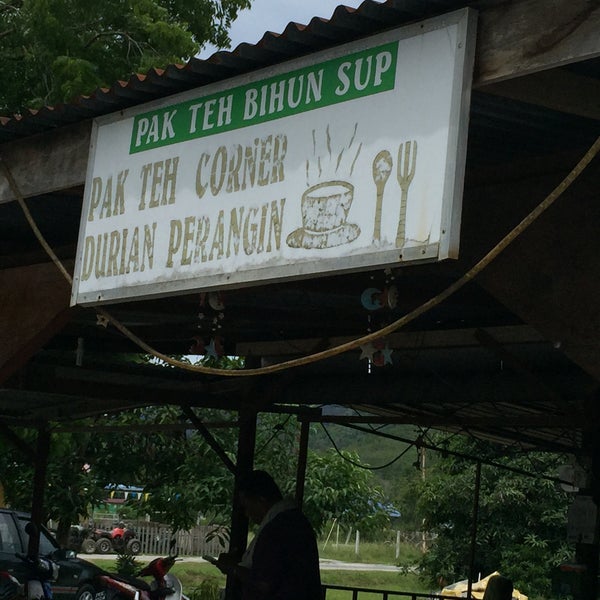 PAK TEH BIHUN SUP
PAK TEH CORNER
DURIAN PERANGIN